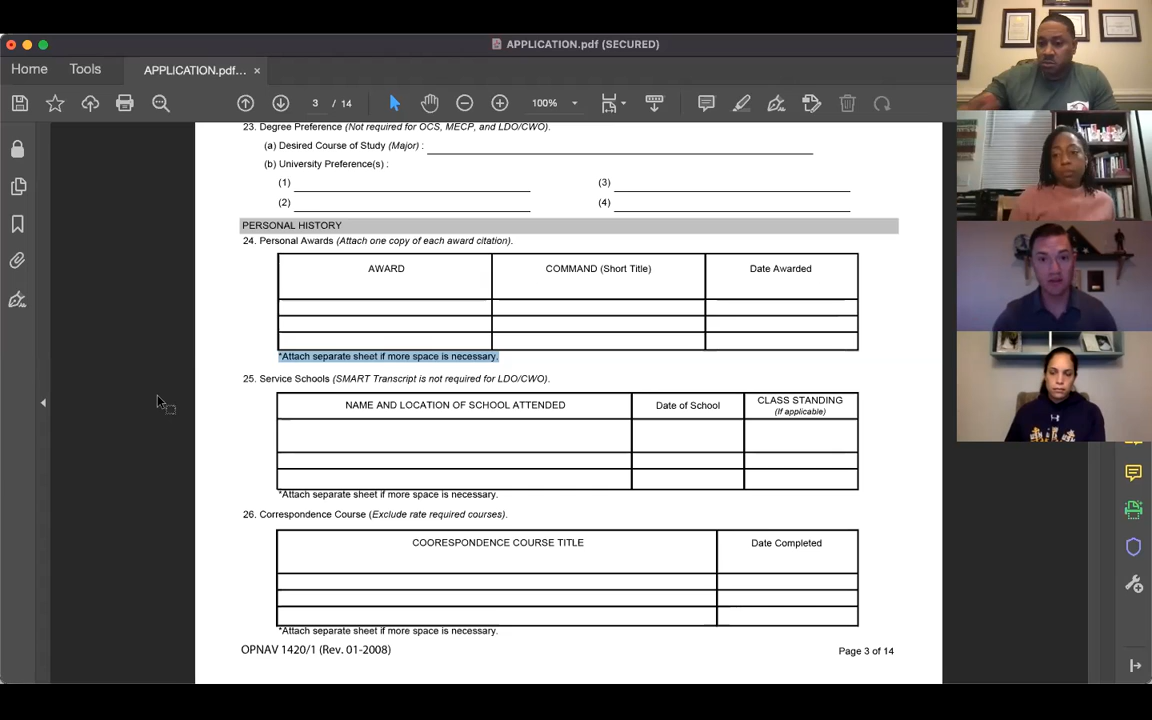 APPLICATION.pdf (SECURED)
Home Tools APPLICATION.pdf... ×
3 / 14 100%
23. Degree Preference (Not required for OCS, MECP, and LDO/CWO).
(a) Desired Course of Study (Major) :
(b) University Preference(s) :
(1) (3)
(2) (4)
PERSONAL HISTORY
24. Personal Awards (Attach one copy of each award citation).
AWARD COMMAND (Short Title) Date Awarded
*Attach separate sheet if more space is necessary.
25. Service Schools (SMART Transcript is not required for LDO/CWO).
NAME AND LOCATION OF SCHOOL ATTENDED Date of School CLASS STANDING
(If applicable)
*Attach separate sheet if more space is necessary.
26. Correspondence Course (Exclude rate required courses).
COORESPONDENCE COURSE TITLE Date Completed
*Attach separate sheet if more space is necessary.
OPNAV 1420/1 (Rev. 01-2008) Page 3 of 14